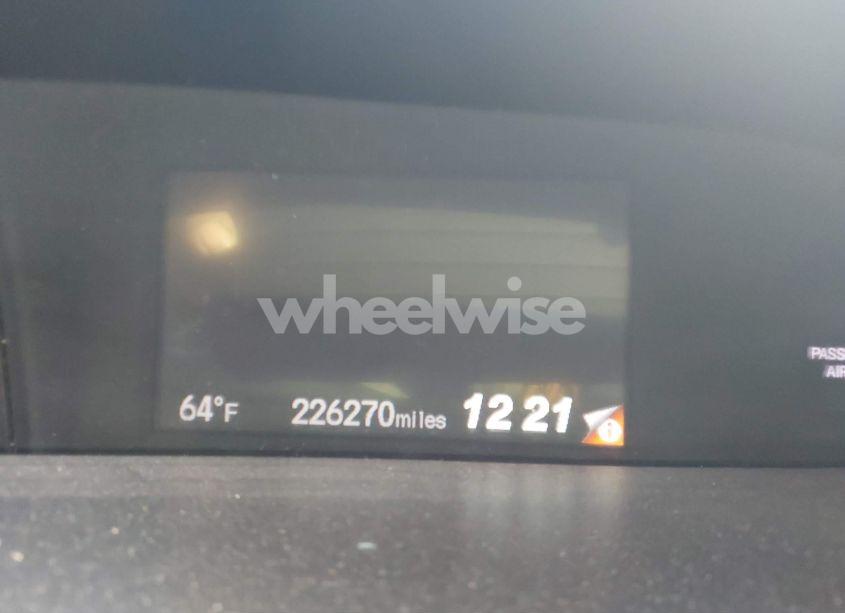 wheelwise
PASS
AIR
64°F 226270miles 12 21